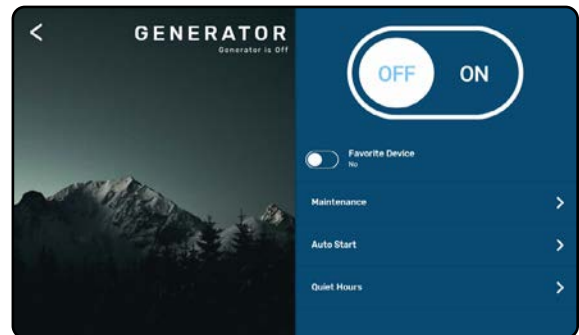 GENERATOR
Generator is Off
OFF ON
Favorite Device
No
Maintenance
Auto Start
Quiet Hours